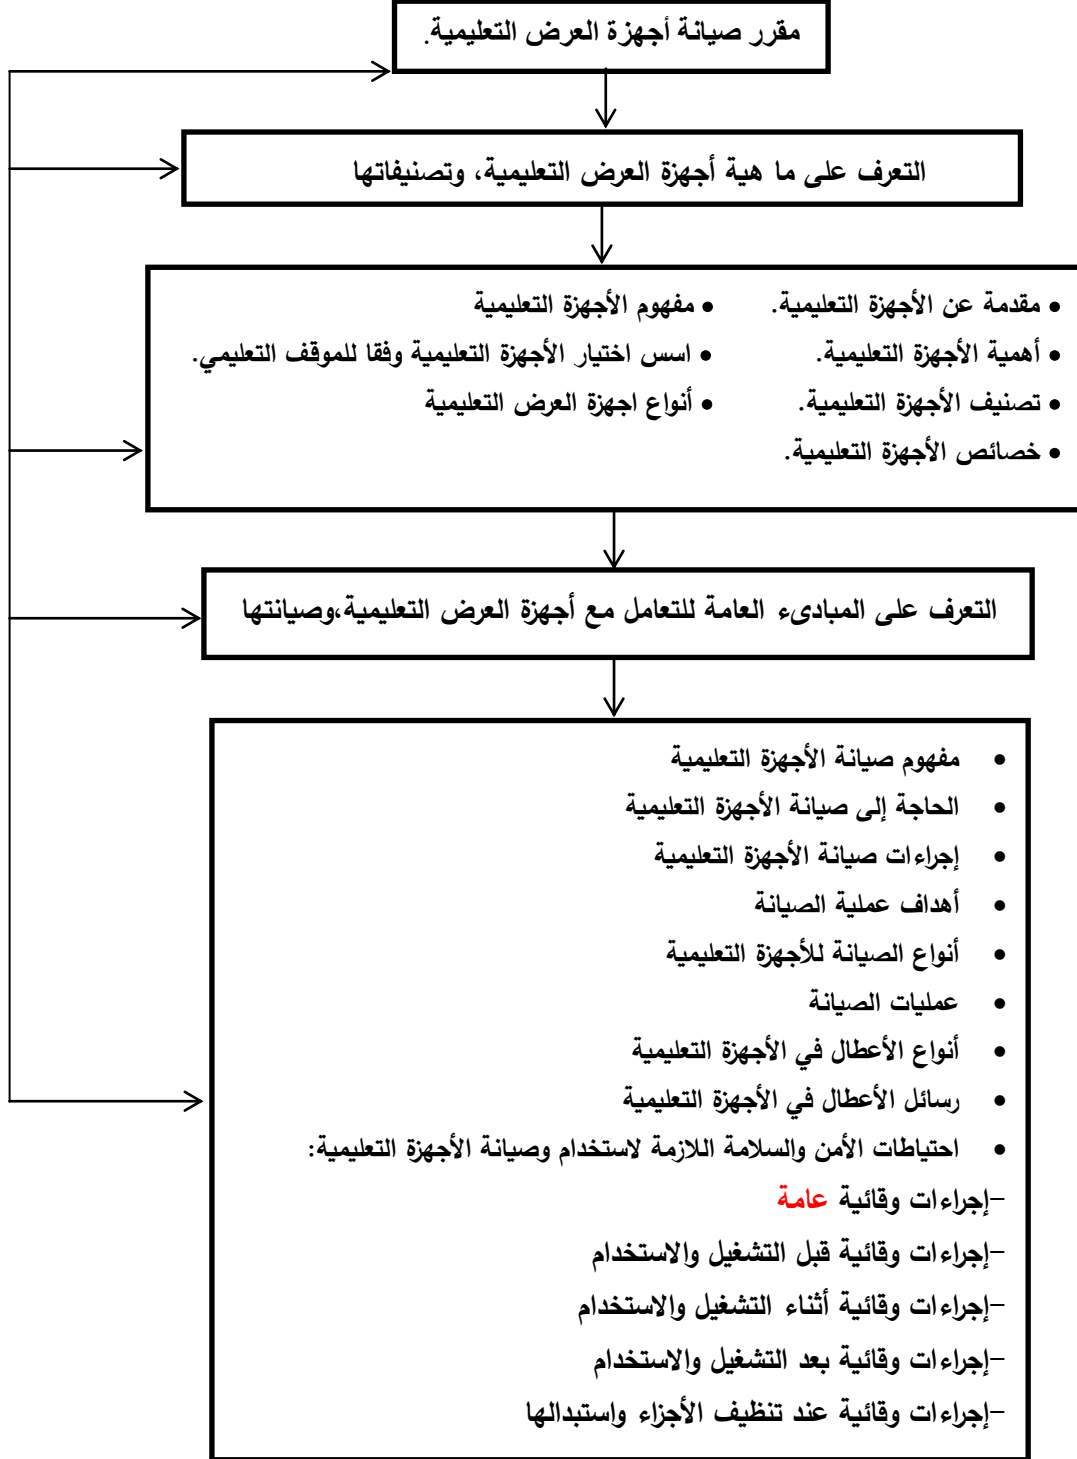 مقرر صيانة أجهزة العرض التعليمية.
التعرف على ما هية أجهزة العرض التعليمية، وتصنيفاتها
• مقدمة عن الأجهزة التعليمية. • مفهوم الأجهزة التعليمية
• أهمية الأجهزة التعليمية. • اسس اختيار الأجهزة التعليمية وفقا للموقف التعليمي.
• تصنيف الأجهزة التعليمية. • أنواع اجهزة العرض التعليمية
• خصائص الأجهزة التعليمية.
التعرف على المبادىء العامة للتعامل مع أجهزة العرض التعليمية،وصيانتها
• مفهوم صيانة الأجهزة التعليمية
• الحاجة إلى صيانة الأجهزة التعليمية
• إجراءات صيانة الأجهزة التعليمية
• أهداف عملية الصيانة
• أنواع الصيانة للأجهزة التعليمية
• عمليات الصيانة
• أنواع الأعطال في الأجهزة التعليمية
• رسائل الأعطال في الأجهزة التعليمية
• احتياطات الأمن والسلامة اللازمة لاستخدام وصيانة الأجهزة التعليمية:
-إجراءات وقائية عامة
-إجراءات وقائية قبل التشغيل والاستخدام
-إجراءات وقائية أثناء التشغيل والاستخدام
-إجراءات وقائية بعد التشغيل والاستخدام
-إجراءات وقائية عند تنظيف الأجزاء واستبدالها